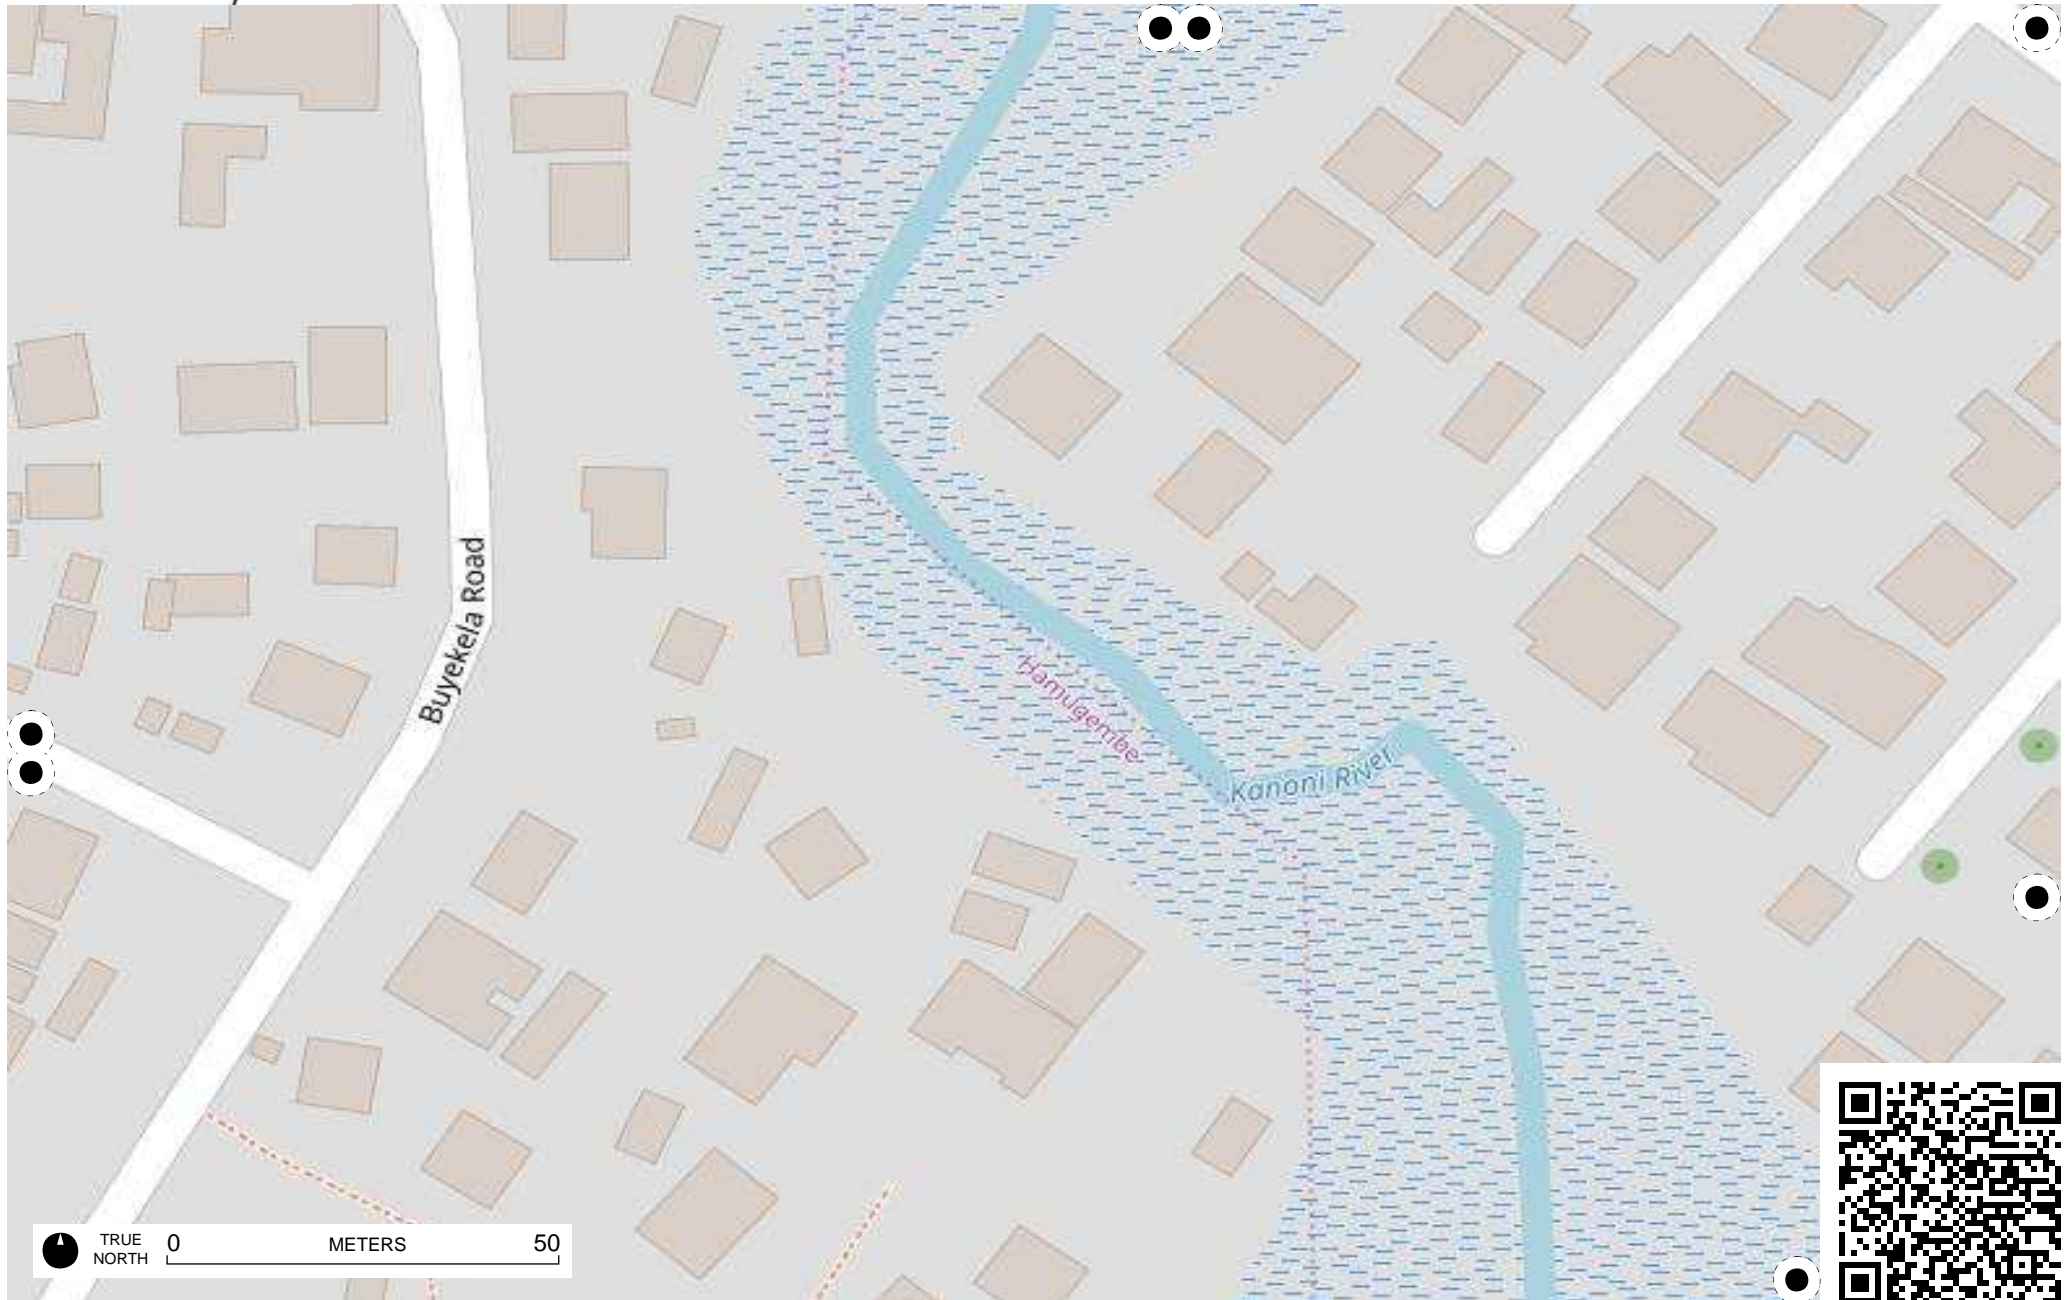 Buyekela Road
Hamugembe
Kanoni River
TRUE
NORTH
0 METERS 50